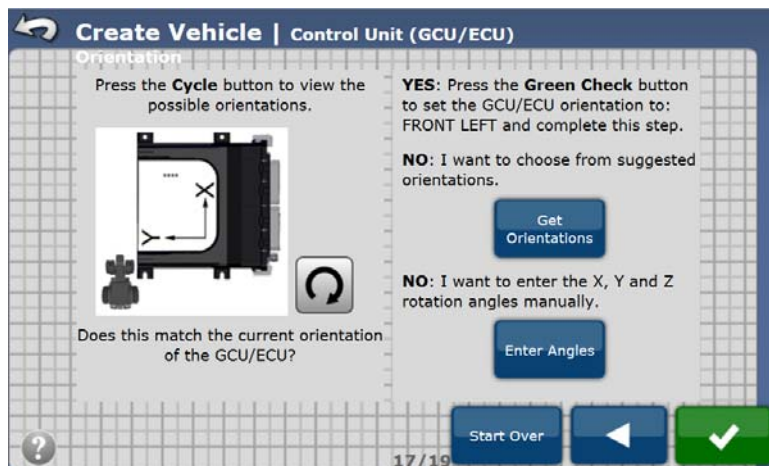 Create Vehicle | Control Unit (GCU/ECU)
Orientation
Press the Cycle button to view the
possible orientations.
X
Y
Does this match the current orientation
of the GCU/ECU?
YES: Press the Green Check button
to set the GCU/ECU orientation to:
FRONT LEFT and complete this step.
NO: I want to choose from suggested
orientations.
Get
Orientations
NO: I want to enter the X, Y and Z
rotation angles manually.
Enter Angles
?
17/19
Start Over